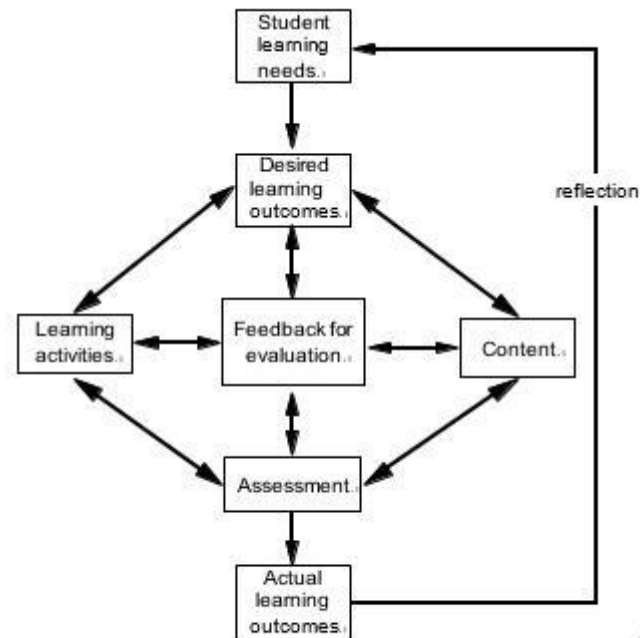 Student
learning
needs.
Desired
learning
outcomes.
reflection
Learning
activities.
Feedback for
evaluation.
Content.
Assessment.
Actual
learning
outcomes.